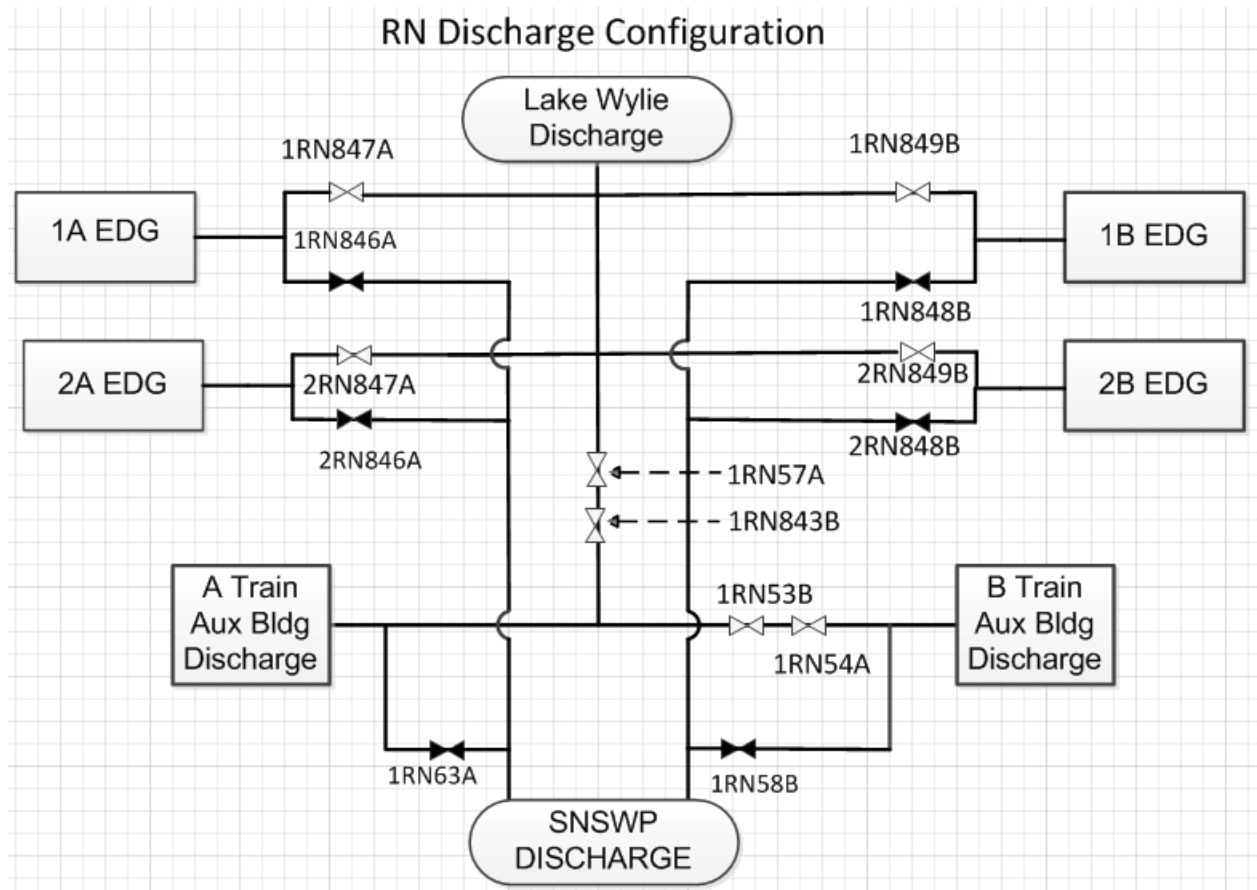 RN Discharge Configuration
Lake Wylie
Discharge
1RN847A
1RN849B
1A EDG
1RN846A
1B EDG
1RN848B
2A EDG
2RN847A
2RN849B
2B EDG
2RN846A
2RN848B
1RN57A
1RN843B
A Train
Aux Bldg
Discharge
1RN53B
1RN54A
B Train
Aux Bldg
Discharge
1RN63A
1RN58B
SNSWP
DISCHARGE